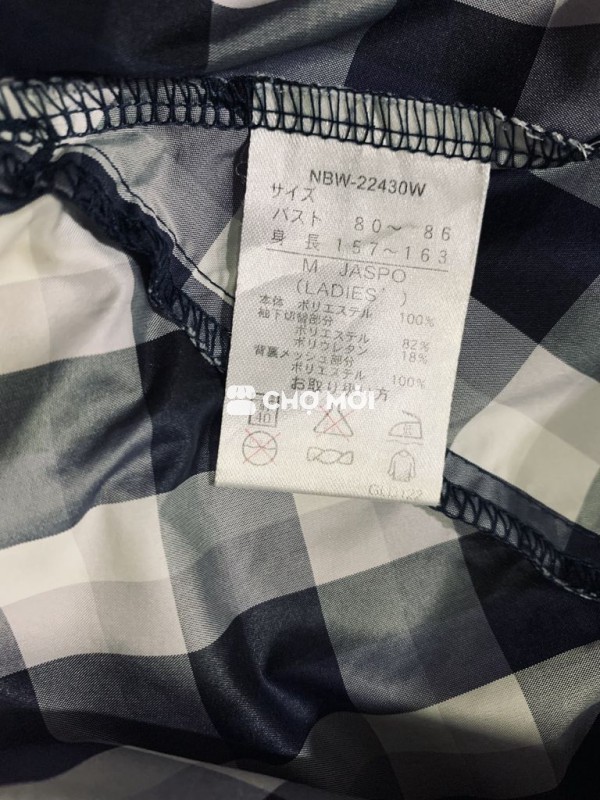 NBW-22430W
サイズ
バスト 80～ 86
身 長 157～163
M JASPO
(LADIES' )
本体 ポリエステル 100%
袖下切替部分
ポリエステル 82%
ポリウレタン 18%
背裏メッシュ部分
ポリエステル 100%
お取り扱い方
CHỢ MỚI
40